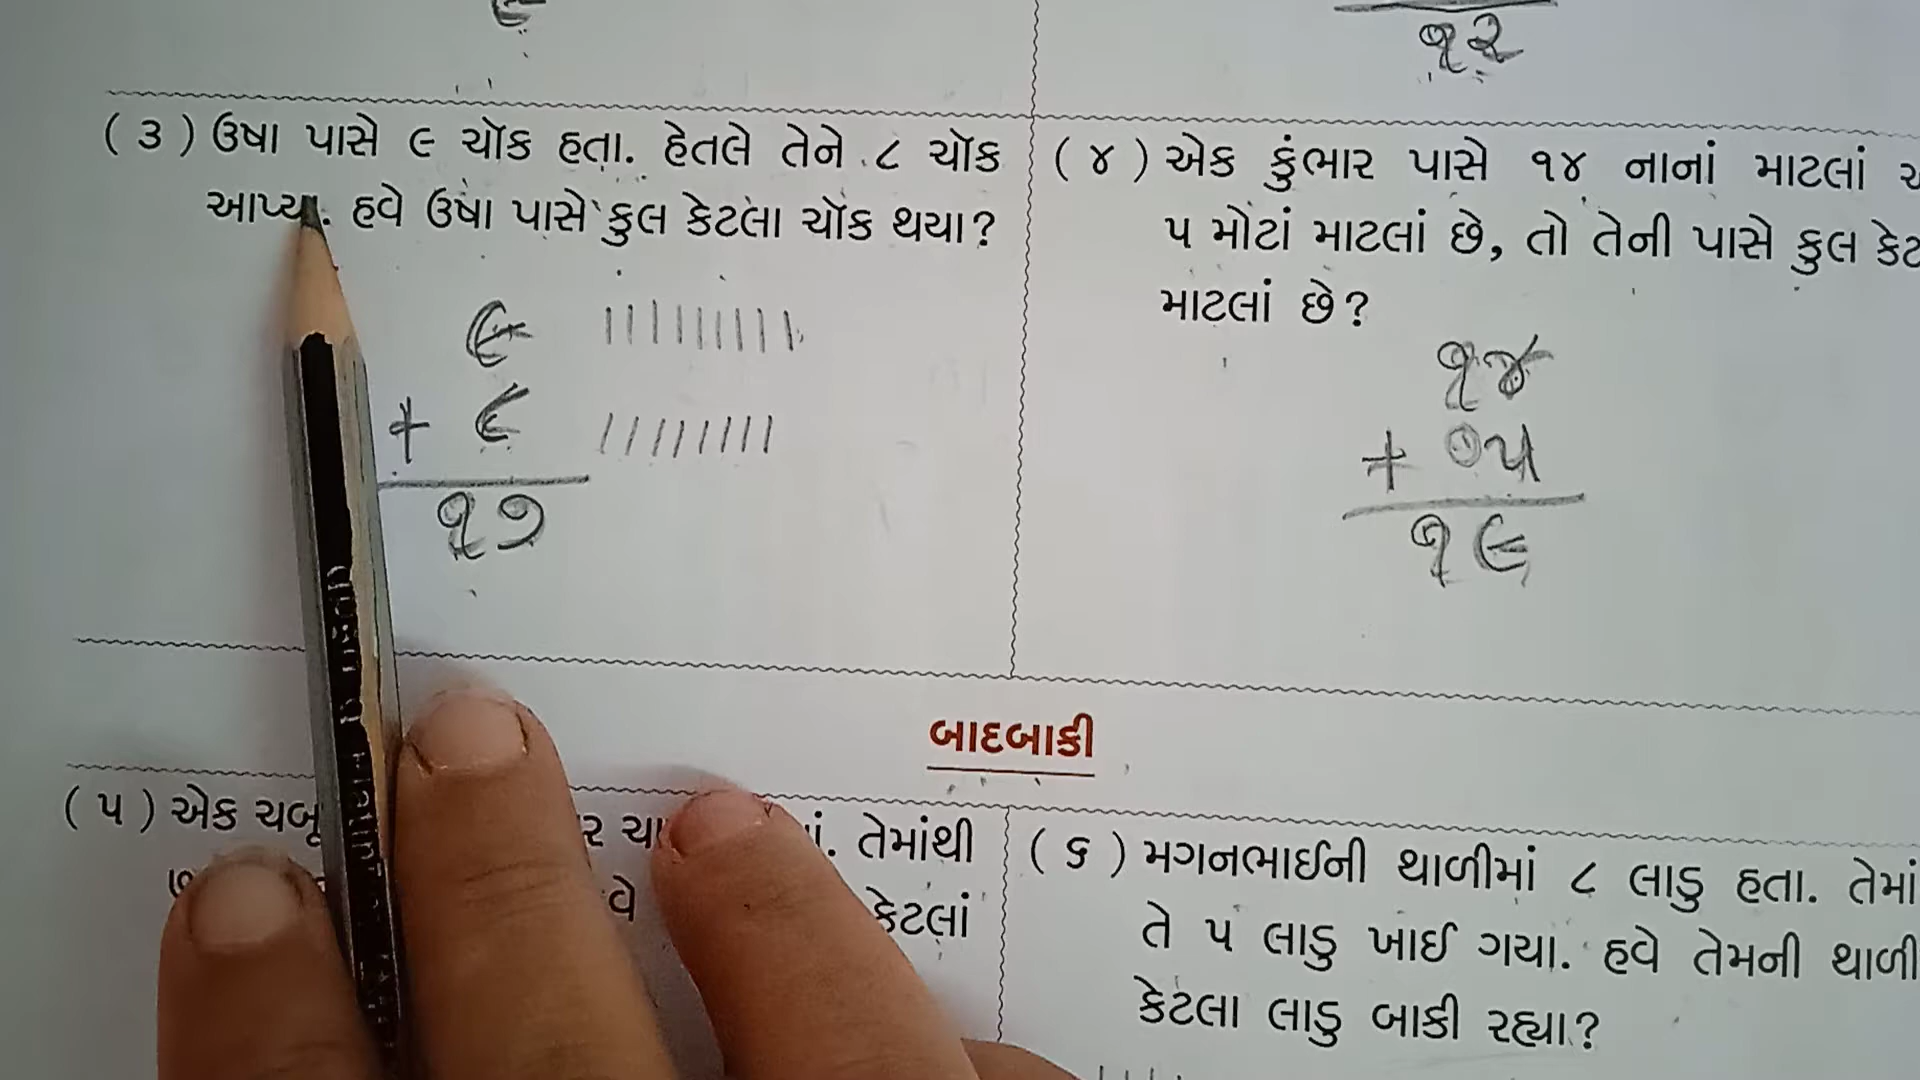 ૧૨
( ૩ ) ઉષા પાસે ૯ ચૉક હતા. હેતલે તેને ૮ ચૉક
આપ્યા. હવે ઉષા પાસે કુલ કેટલા ચૉક થયા?
૯
+ ૮
૧૭
( ૪ ) એક કુંભાર પાસે ૧૪ નાનાં માટલાં
૫ મોટાં માટલાં છે, તો તેની પાસે કુલ
માટલાં છે?
૧૪
+ ૦૫
૧૯
બાદબાકી
( ૫ ) એક તેમાંથી
કેટલાં
( ૬ ) મગનભાઈની થાળીમાં ૮ લાડુ હતા. તેમાં
તે ૫ લાડુ ખાઈ ગયા. હવે તેમની થાળી
કેટલા લાડુ બાકી રહ્યા?